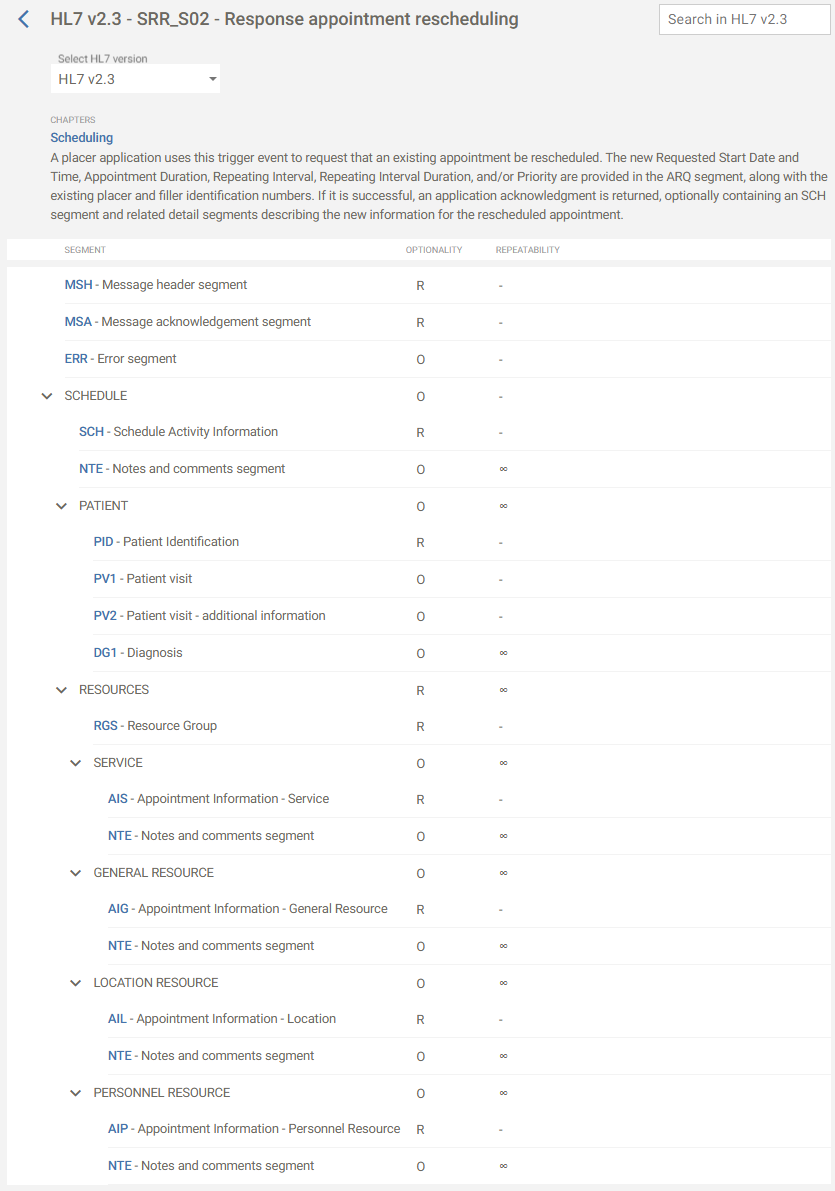 HL7 v2.3 - SRR_S02 - Response appointment rescheduling
Search in HL7 v2.3
Select HL7 version
HL7 v2.3
CHAPTERS
Scheduling
A placer application uses this trigger event to request that an existing appointment be rescheduled. The new Requested Start Date and
Time, Appointment Duration, Repeating Interval, Repeating Interval Duration, and/or Priority are provided in the ARQ segment, along with the
existing placer and filler identification numbers. If it is successful, an application acknowledgment is returned, optionally containing an SCH
segment and related detail segments describing the new information for the rescheduled appointment.
SEGMENT OPTIONALITY REPEATABILITY
MSH - Message header segment R -
MSA - Message acknowledgement segment R -
ERR - Error segment O -
SCHEDULE O -
SCH - Schedule Activity Information R -
NTE - Notes and comments segment O ∞
PATIENT O ∞
PID - Patient Identification R -
PV1 - Patient visit O -
PV2 - Patient visit - additional information O -
DG1 - Diagnosis O ∞
RESOURCES R ∞
RGS - Resource Group R -
SERVICE O ∞
AIS - Appointment Information - Service R -
NTE - Notes and comments segment O ∞
GENERAL RESOURCE O ∞
AIG - Appointment Information - General Resource R -
NTE - Notes and comments segment O ∞
LOCATION RESOURCE O ∞
AIL - Appointment Information - Location R -
NTE - Notes and comments segment O ∞
PERSONNEL RESOURCE O ∞
AIP - Appointment Information - Personnel Resource R -
NTE - Notes and comments segment O ∞